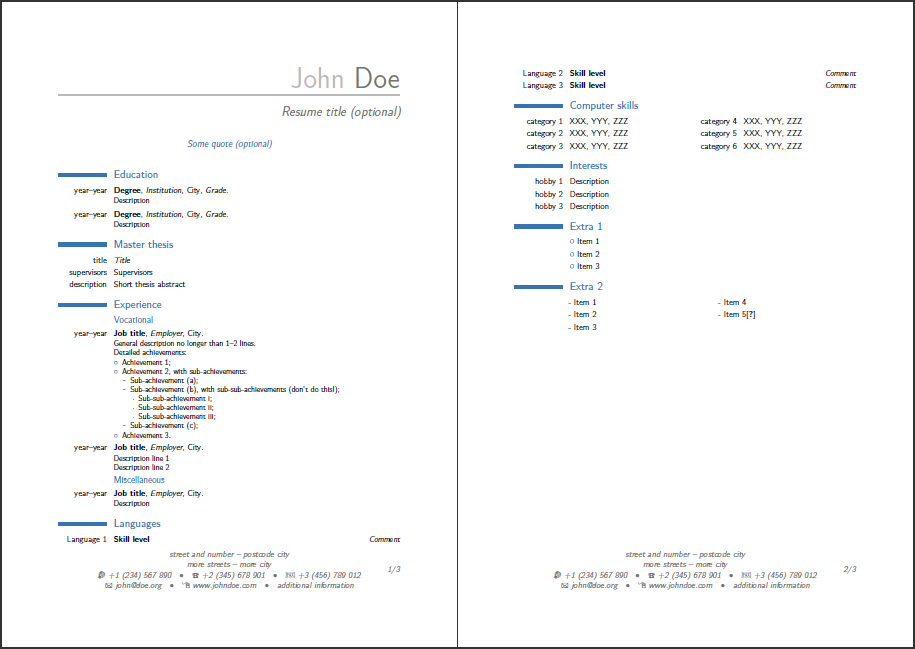 John Doe
Resume title (optional)
Some quote (optional)
Education
year–year Degree, Institution, City, Grade.
Description
year–year Degree, Institution, City, Grade.
Description
Master thesis
title Title
supervisors Supervisors
description Short thesis abstract
Experience
Vocational
year–year Job title, Employer, City.
General description no longer than 1–2 lines.
Detailed achievements:
○ Achievement 1;
○ Achievement 2, with sub-achievements:
- Sub-achievement (a);
- Sub-achievement (b), with sub-sub-achievements (don't do this!);
· Sub-sub-achievement i;
· Sub-sub-achievement ii;
· Sub-sub-achievement iii;
- Sub-achievement (c);
○ Achievement 3.
year–year Job title, Employer, City.
Description line 1
Description line 2
Miscellaneous
year–year Job title, Employer, City.
Description
Languages
Language 1 Skill level Comment
street and number – postcode city
more streets – more city
+1 (234) 567 890 • ☎ +2 (345) 678 901 • FAX +3 (456) 789 012
✉ john@doe.org • www.johndoe.com • additional information
1/3
Language 2 Skill level Comment
Language 3 Skill level Comment
Computer skills
category 1 XXX, YYY, ZZZ category 4 XXX, YYY, ZZZ
category 2 XXX, YYY, ZZZ category 5 XXX, YYY, ZZZ
category 3 XXX, YYY, ZZZ category 6 XXX, YYY, ZZZ
Interests
hobby 1 Description
hobby 2 Description
hobby 3 Description
Extra 1
○ Item 1
○ Item 2
○ Item 3
Extra 2
- Item 1 - Item 4
- Item 2 - Item 5[?]
- Item 3
street and number – postcode city
more streets – more city
+1 (234) 567 890 • ☎ +2 (345) 678 901 • FAX +3 (456) 789 012
✉ john@doe.org • www.johndoe.com • additional information
2/3